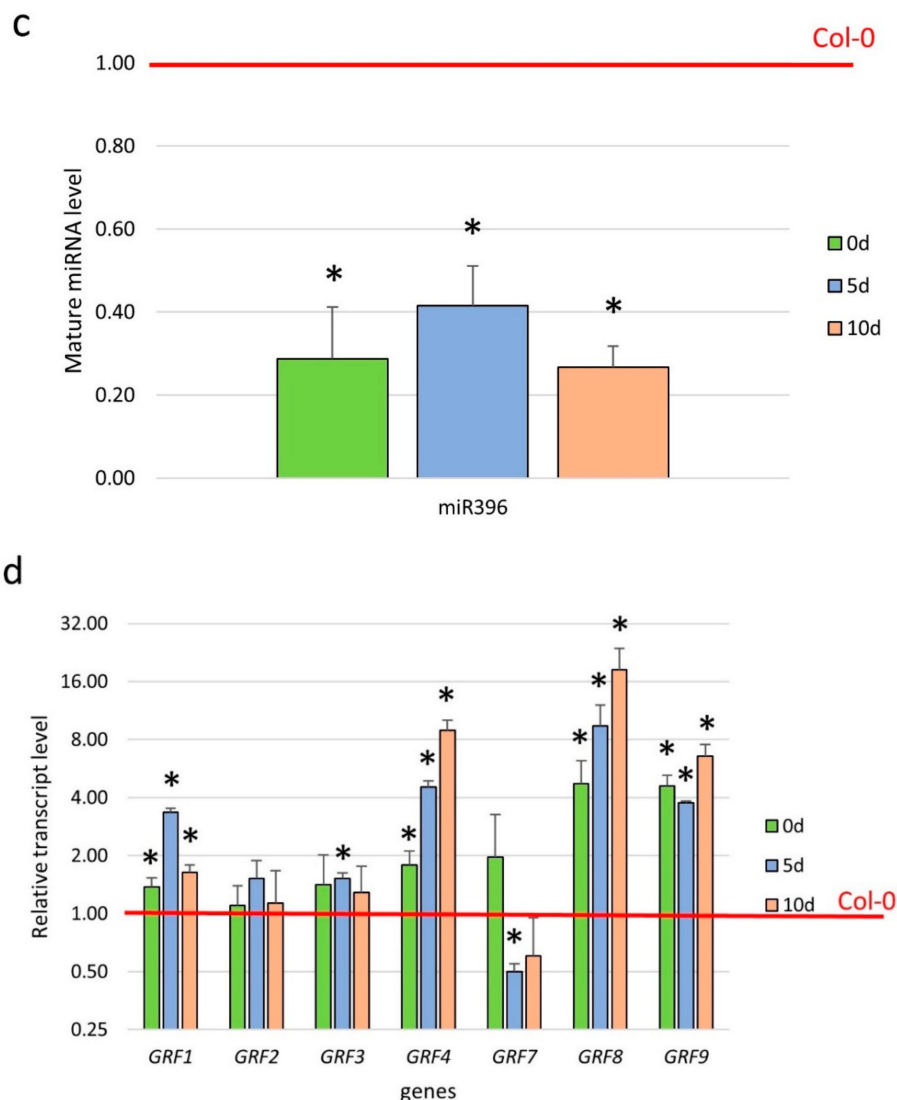 c
Col-0
1.00
0.80
0.60
0.40
0.20
0.00
Mature miRNA level
*
*
*
miR396
0d
5d
10d
d
32.00
16.00
8.00
4.00
2.00
1.00
0.50
0.25
Relative transcript level
* * *
*
* * *
*
* * *
* * *
0d
5d
10d
Col-0
GRF1 GRF2 GRF3 GRF4 GRF7 GRF8 GRF9
genes